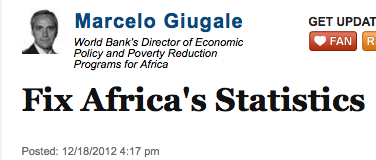 Marcelo Giugale
World Bank's Director of Economic
Policy and Poverty Reduction
Programs for Africa
GET UPDAT
FAN
R
Fix Africa's Statistics
Posted: 12/18/2012 4:17 pm